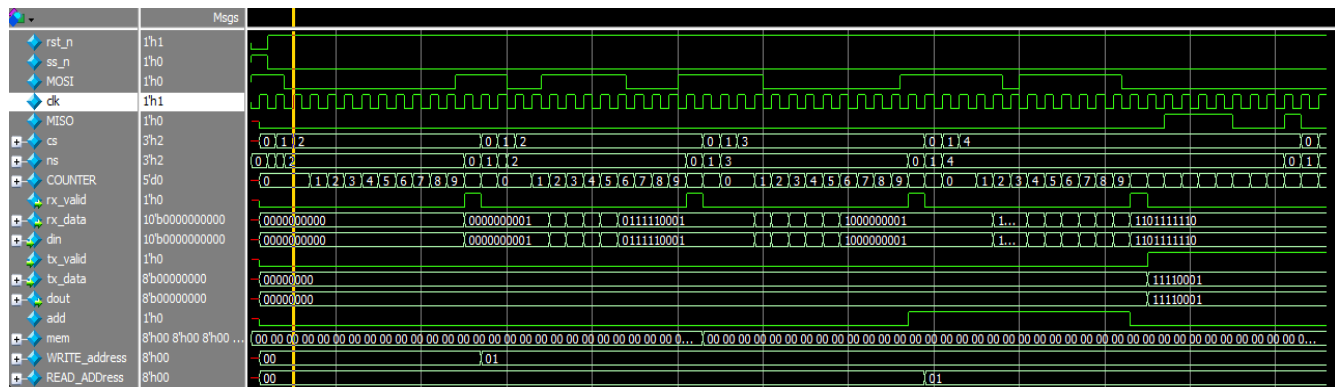 Msgs
rst_n 1'h1
ss_n 1'h0
MOSI 1'h0
clk 1'h1
MISO 1'h0
cs 3'h2 0 1 2 0 1 2 0 1 3 0 1 4 0
ns 3'h2 0 2 0 1 2 0 1 3 0 1 4 0 1
COUNTER 5'd0 0 1 2 3 4 5 6 7 8 9 0 1 2 3 4 5 6 7 8 9 0 1 2 3 4 5 6 7 8 9 0 1 2 3 4 5 6 7 8 9
rx_valid 1'h0
rx_data 10'b0000000000 0000000000 0000000001 0111110001 1000000001 1... 1101111110
din 10'b0000000000 0000000000 0000000001 0111110001 1000000001 1... 1101111110
tx_valid 1'h0
tx_data 8'b00000000 00000000 11110001
dout 8'b00000000 00000000 11110001
add 1'h0
mem 8'h00 8'h00 8'h00 ...
WRITE_address 8'h00 00 01
READ_ADDress 8'h00 00 01